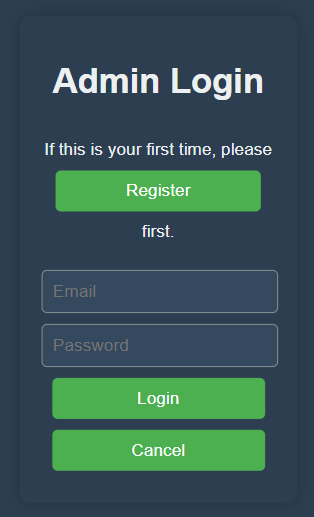 Admin Login
If this is your first time, please
Register
first.
Email
Password
Login
Cancel